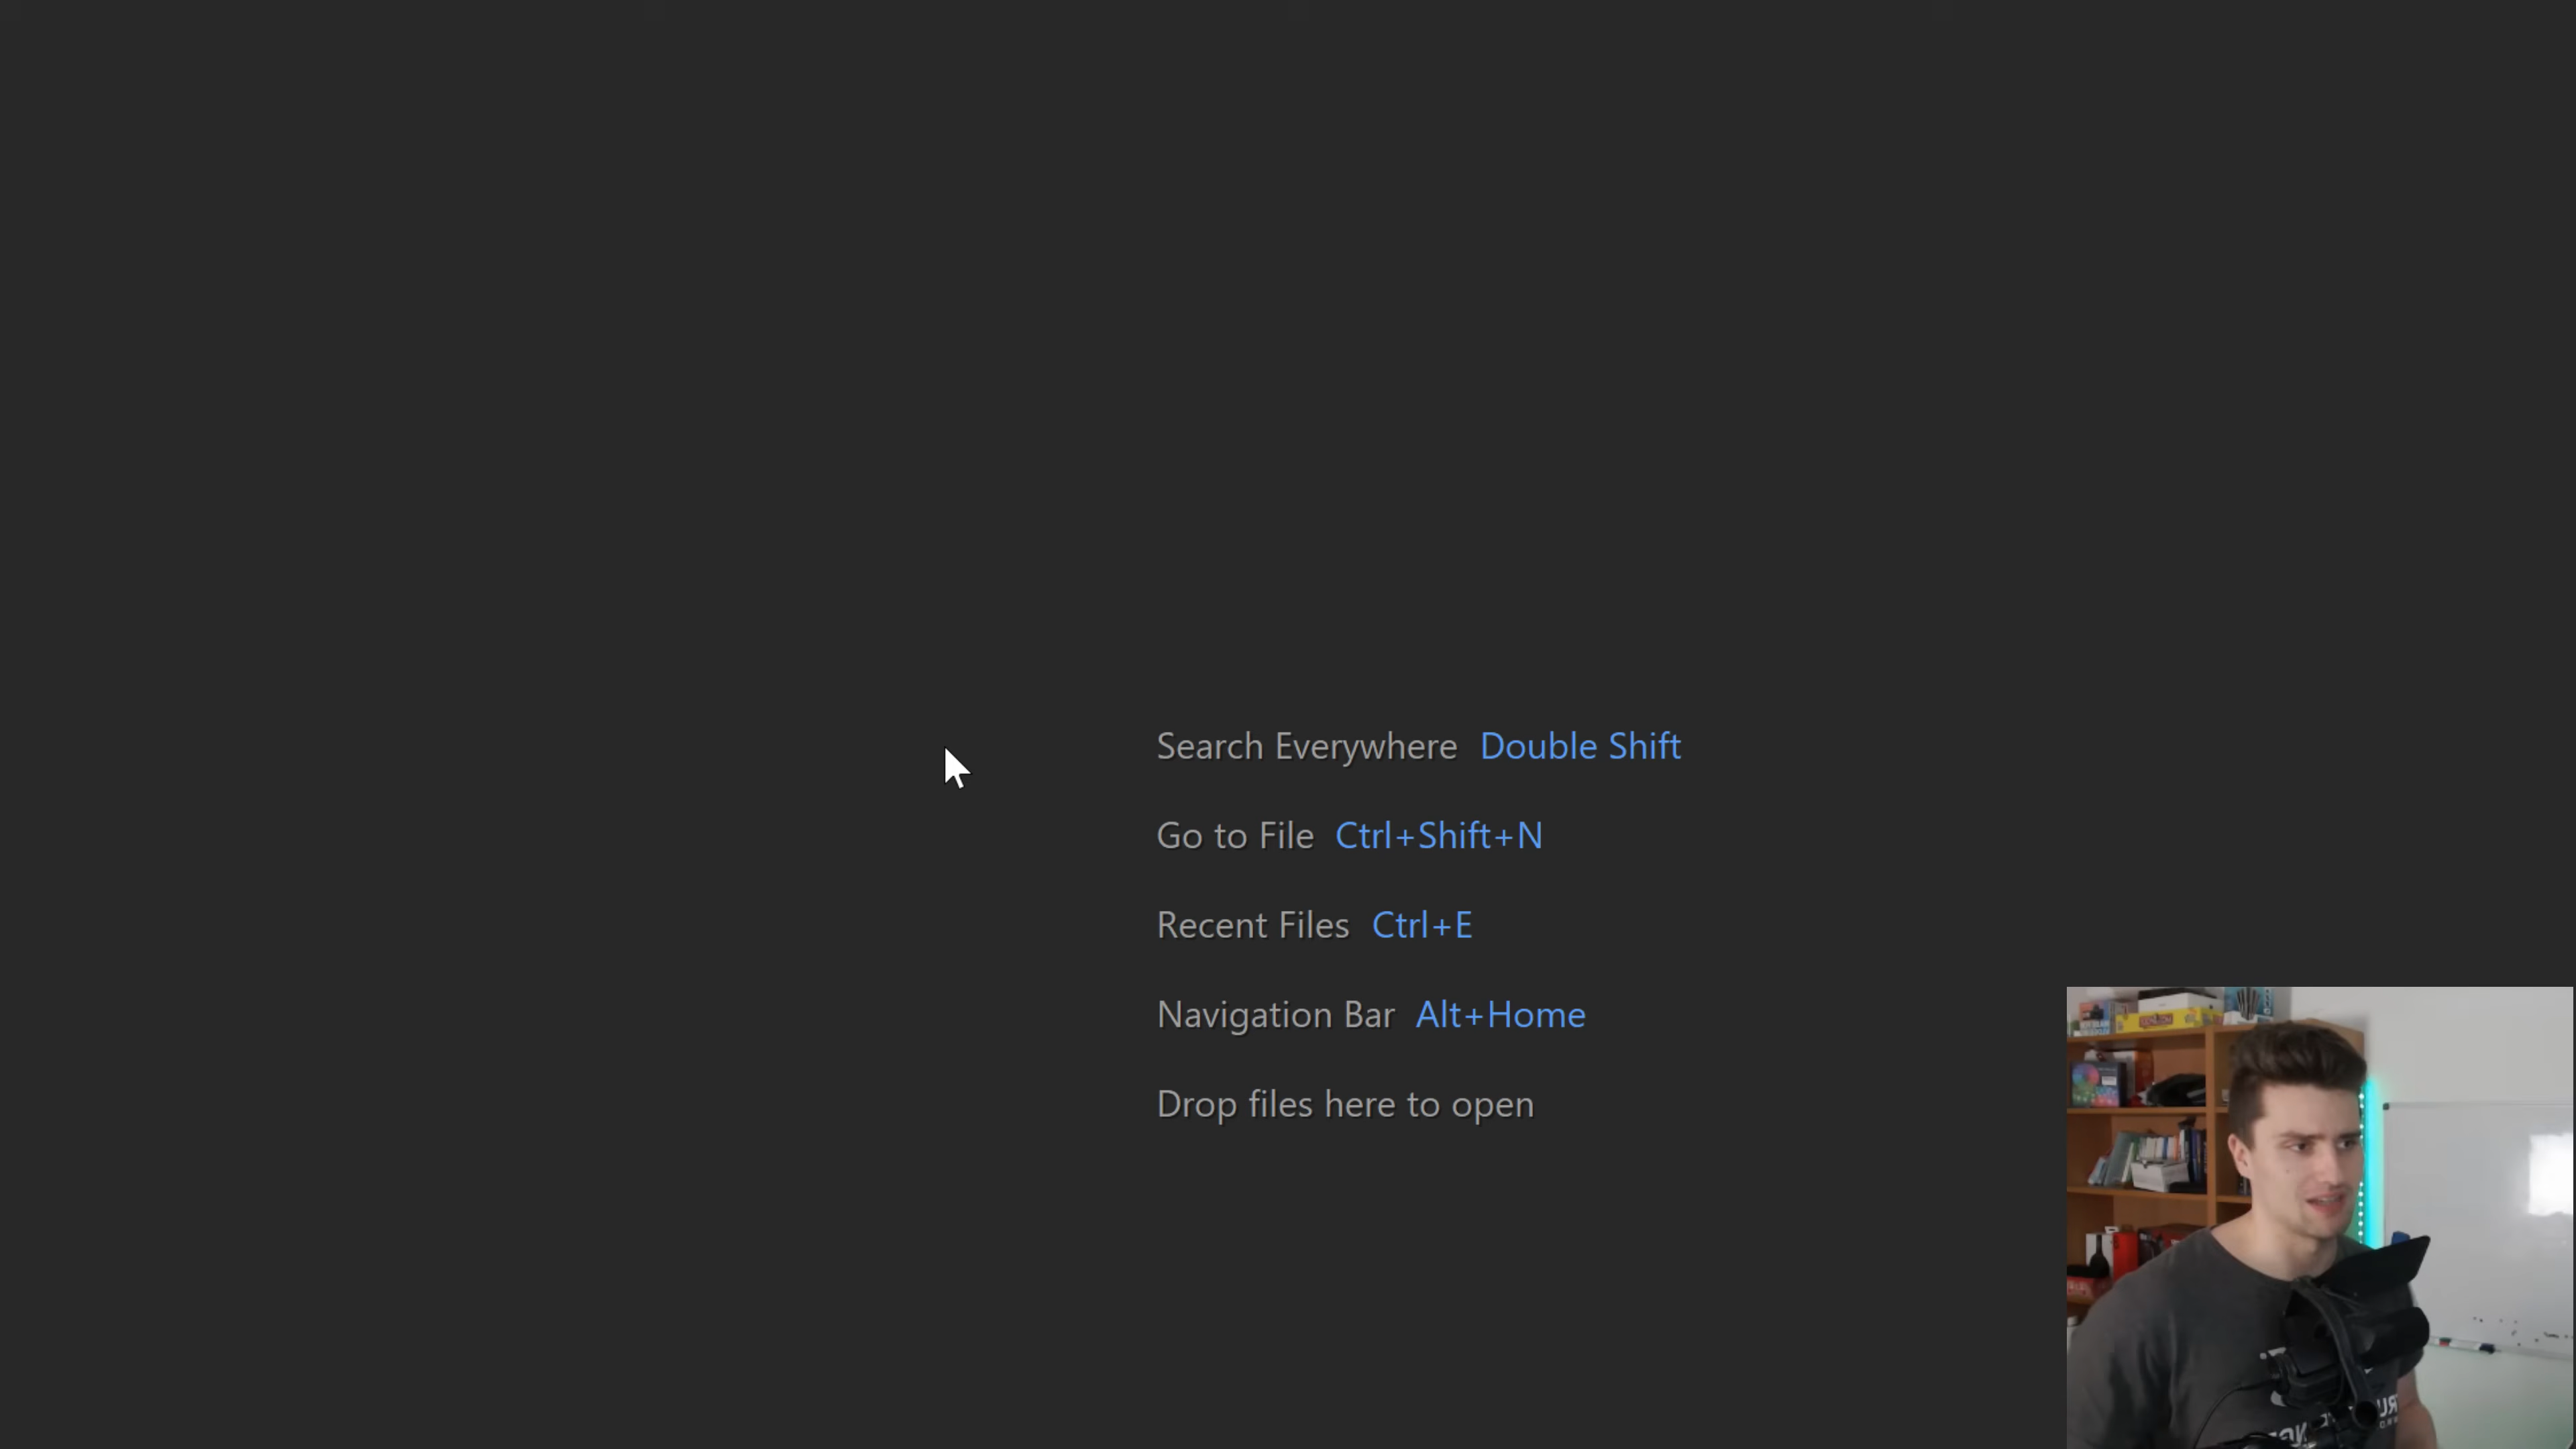 Search Everywhere Double Shift
Go to File Ctrl+Shift+N
Recent Files Ctrl+E
Navigation Bar Alt+Home
Drop files here to open